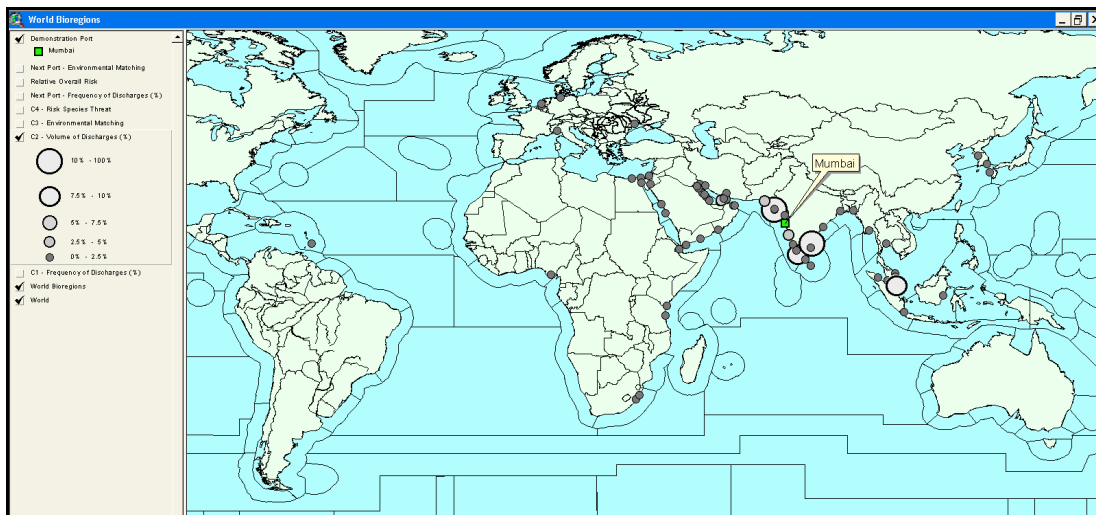 World Bioregions
Demonstration Port
Mumbai
Next Port - Environmental Matching
Relative Overall Risk
Next Port - Frequency of Discharges (%)
C4 - Risk Species Threat
C3 - Environmental Matching
C2 - Volume of Discharges (%)
10% - 100%
7.5% - 10%
5% - 7.5%
2.5% - 5%
0% - 2.5%
C1 - Frequency of Discharges (%)
World Bioregions
World
Mumbai